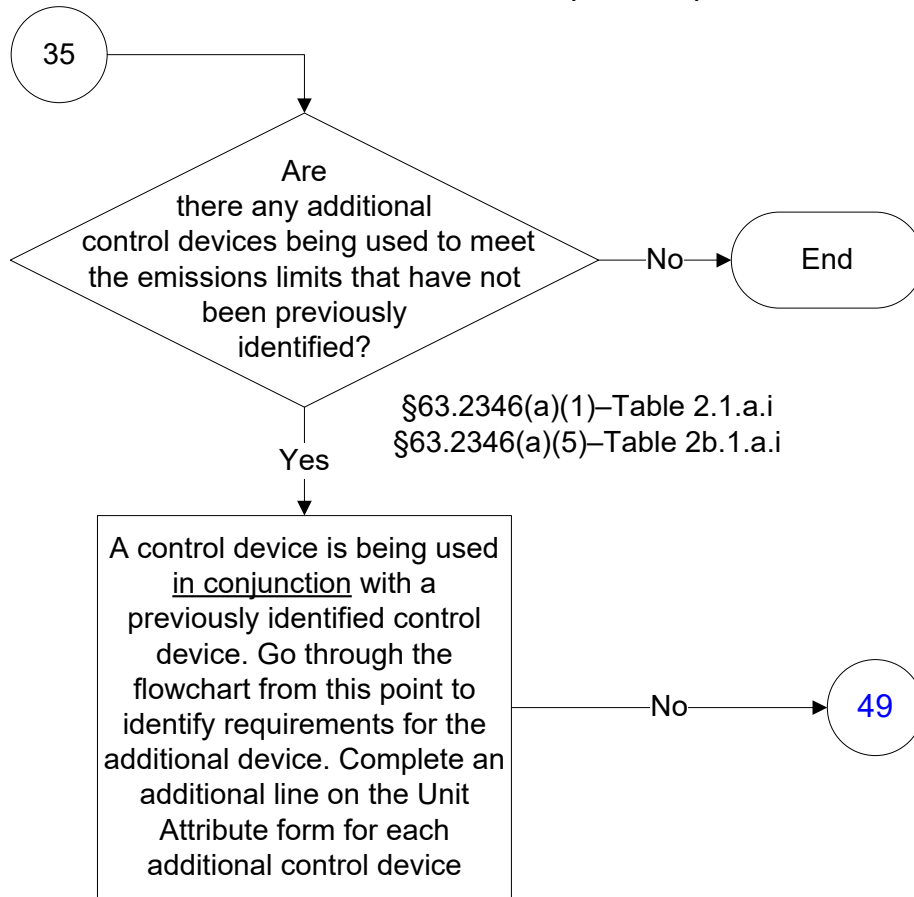 35
Are
there any additional
control devices being used to meet
the emissions limits that have not
been previously
identified?
No
End
§63.2346(a)(1)–Table 2.1.a.i
§63.2346(a)(5)–Table 2b.1.a.i
Yes
A control device is being used
in conjunction with a
previously identified control
device. Go through the
flowchart from this point to
identify requirements for the
additional device. Complete an
additional line on the Unit
Attribute form for each
additional control device
No
49